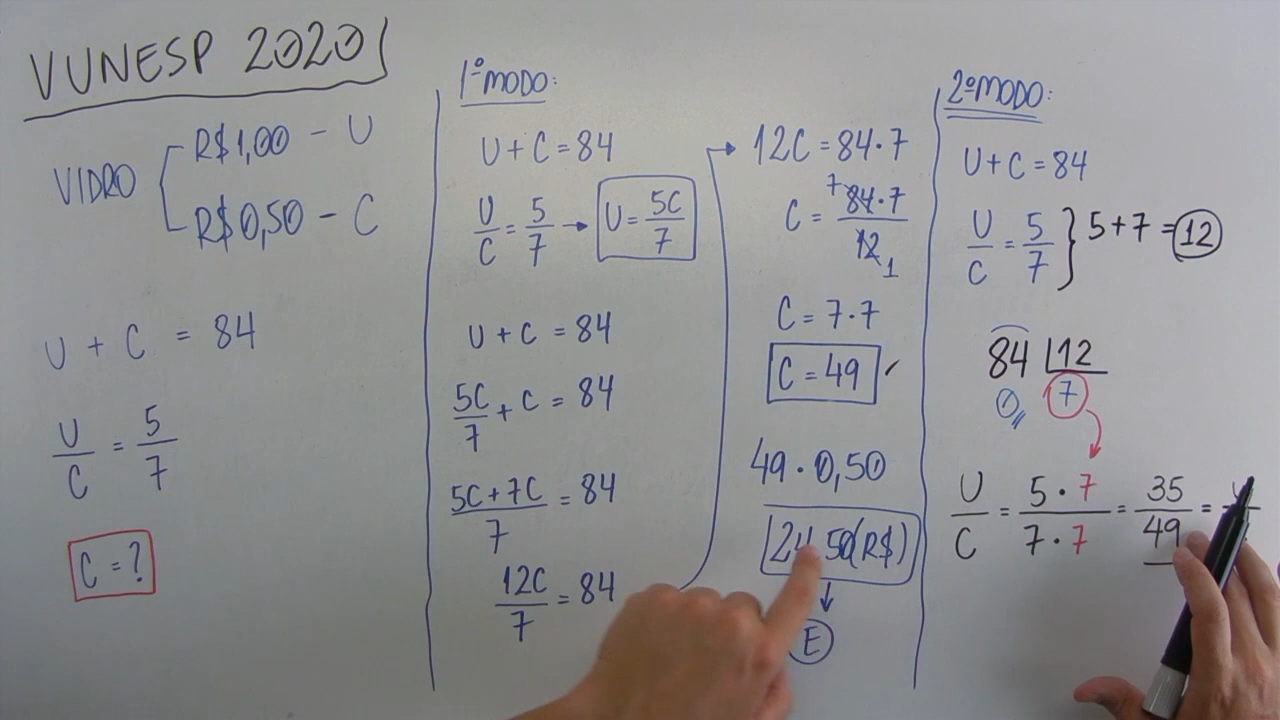 VUNESP 2020
VIDRO
R$1,00 - U
R$0,50 - C
U + C = 84
U/C = 5/7
C = ?
1º MODO:
U + C = 84
U/C = 5/7 → U = 5C/7
U + C = 84
5C/7 + C = 84
5C + 7C/7 = 84
12C/7 = 84
12C = 84 · 7
C = 84 · 7/12
7
1
C = 7 · 7
C = 49
49 · 0,50
24,50 (R$)
E
2º MODO:
U + C = 84
U/C = 5/7 } 5 + 7 = 12
84 12
0 7
U/C = 5 · 7/7 · 7 = 35/49 =